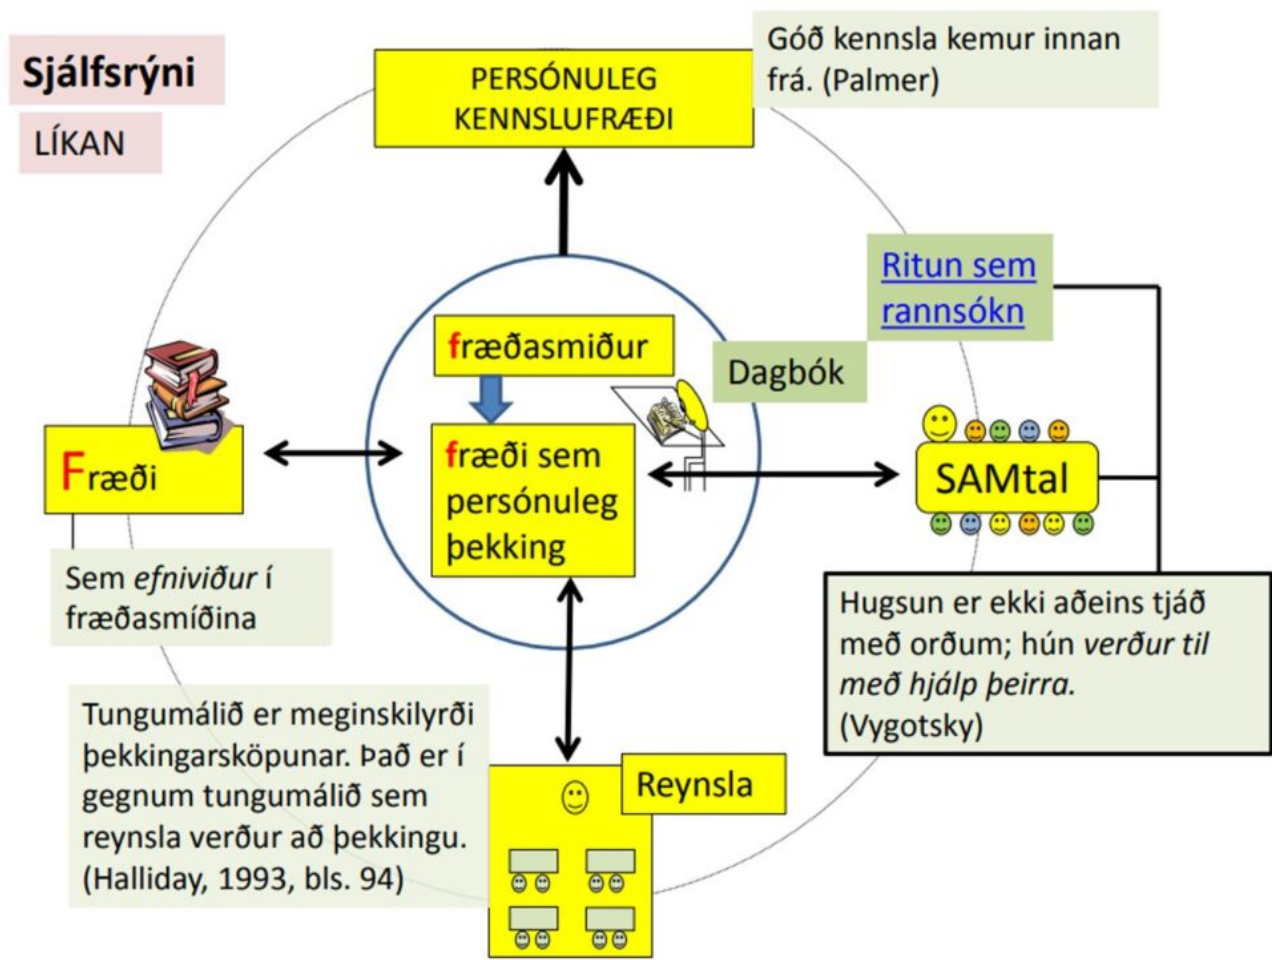 Sjálfsrýni
LÍKAN
PERSÓNULEG
KENNSLUFRÆÐI
Góð kennsla kemur innan
frá. (Palmer)
Ritun sem
rannsókn
Dagbók
fræðasmiður
fræði sem
persónuleg
þekking
Fræði
Sem efniviður í
fræðasmíðina
SAMtal
Hugsun er ekki aðeins tjáð
með orðum; hún verður til
með hjálp þeirra.
(Vygotsky)
Tungumálið er meginskilyrði
þekkingarsköpunar. Það er í
gegnum tungumálið sem
reynsla verður að þekkingu.
(Halliday, 1993, bls. 94)
Reynsla